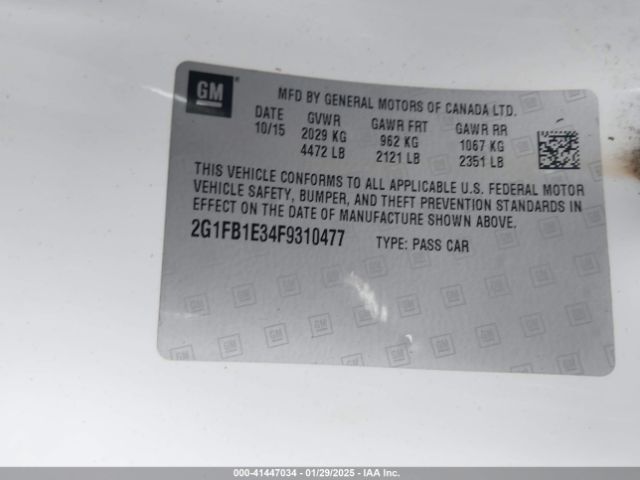 GM
MFD BY GENERAL MOTORS OF CANADA LTD.
DATE GVWR GAWR FRT GAWR RR
10/15 2029 KG 962 KG 1067 KG
4472 LB 2121 LB 2351 LB
THIS VEHICLE CONFORMS TO ALL APPLICABLE U.S. FEDERAL MOTOR
VEHICLE SAFETY, BUMPER, AND THEFT PREVENTION STANDARDS IN
EFFECT ON THE DATE OF MANUFACTURE SHOWN ABOVE.
2G1FB1E34F9310477 TYPE: PASS CAR
000-41447034 / 01/29/2025 - IAA Inc.